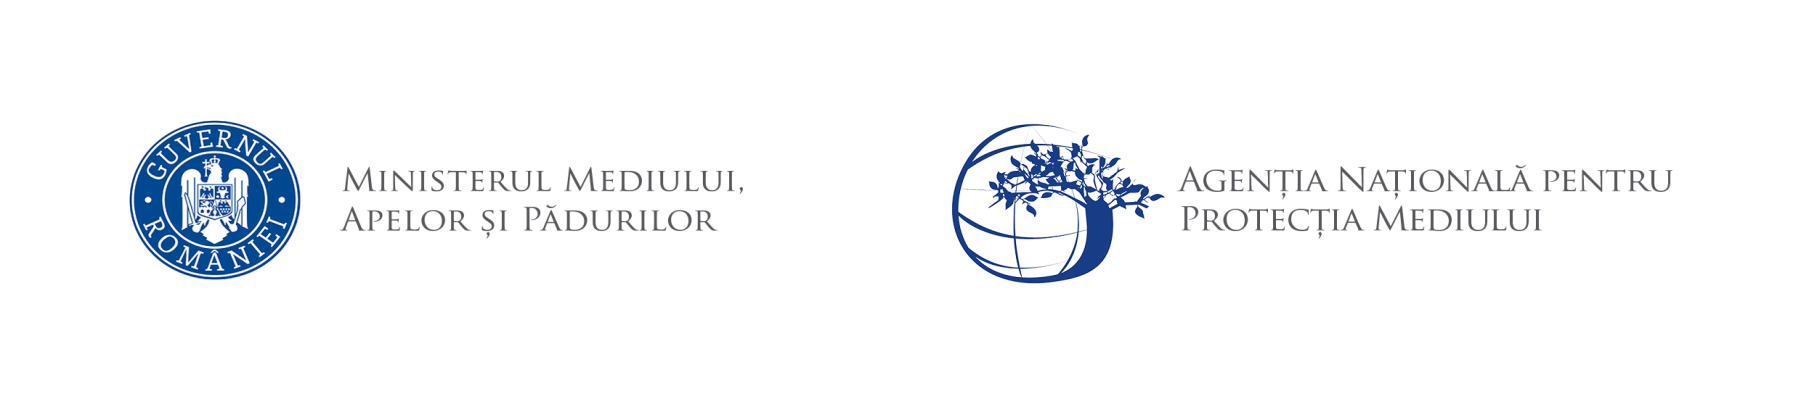 GUVERNUL
ROMÂNIEI
MINISTERUL MEDIULUI,
APELOR ȘI PĂDURILOR
AGENȚIA NAȚIONALĂ PENTRU
PROTECȚIA MEDIULUI